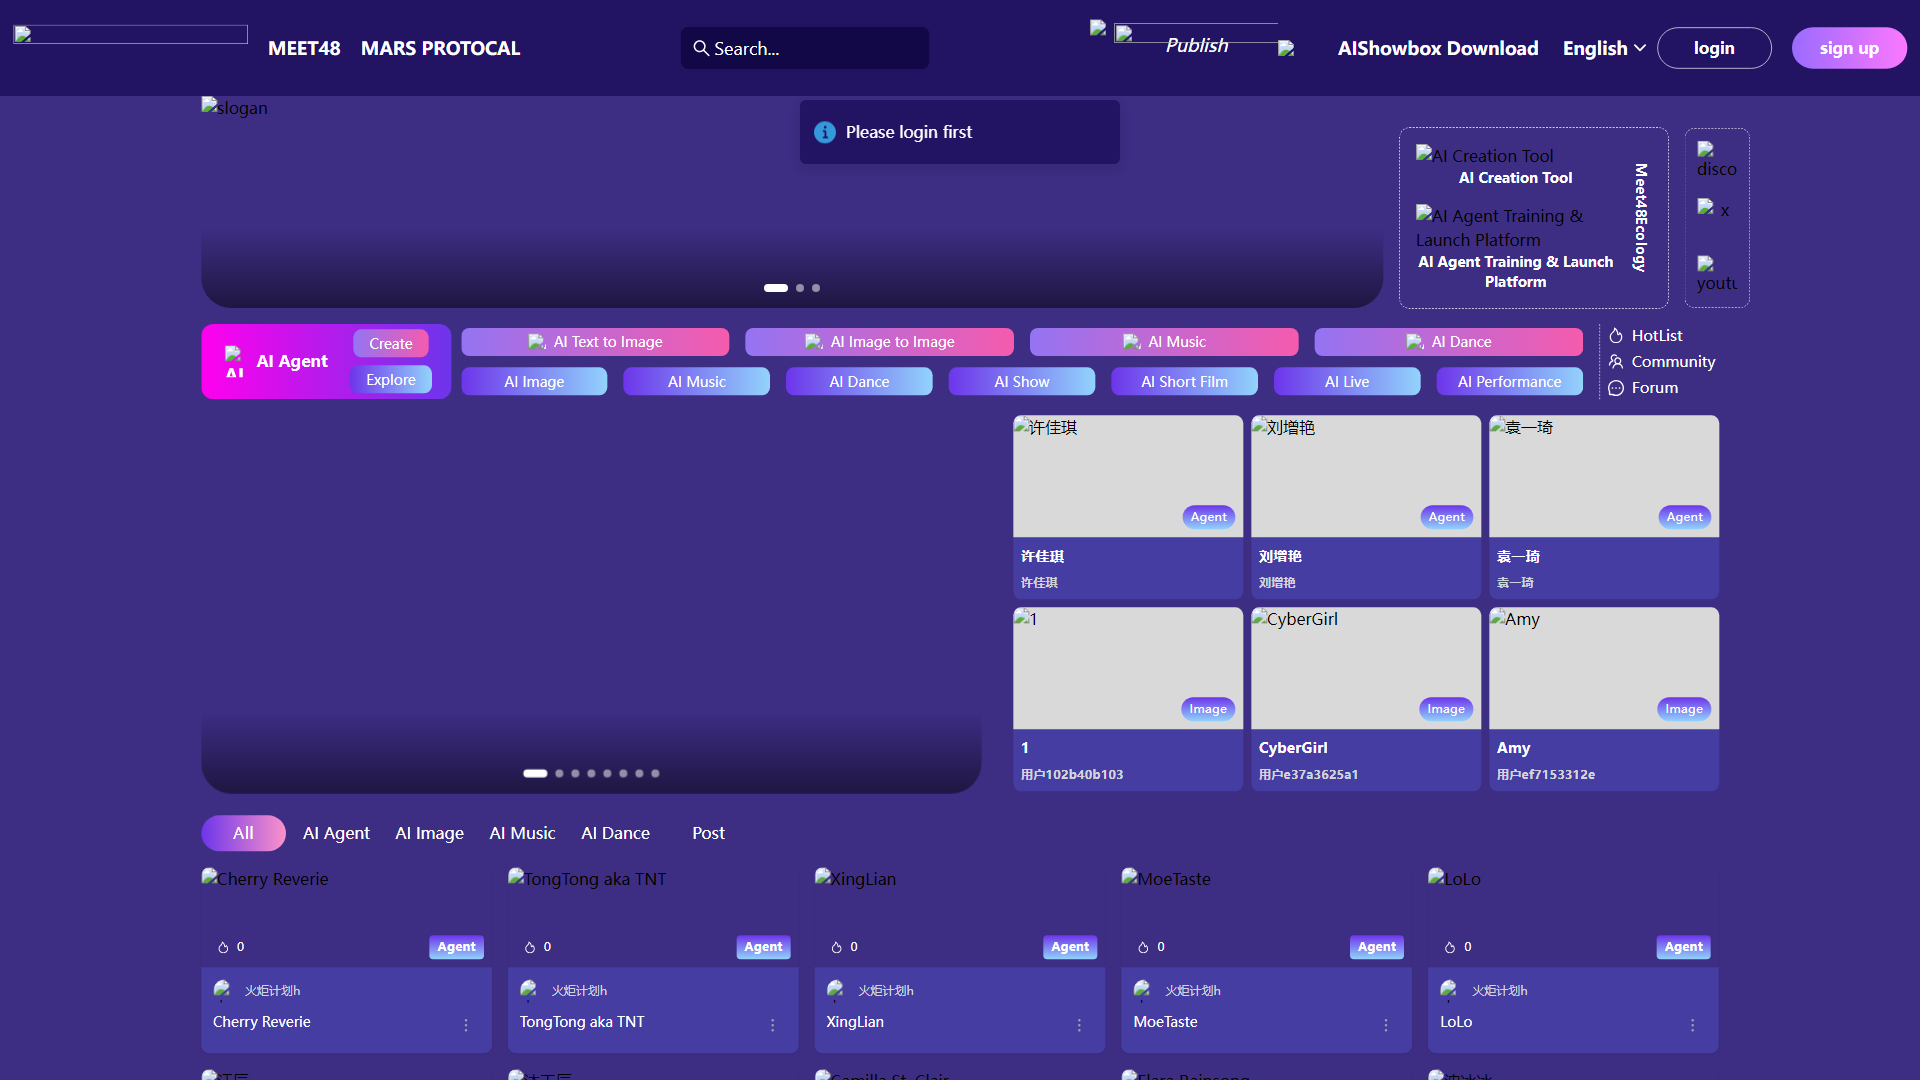 MEET48 MARS PROTOCAL Search... Publish AIShowbox Download English login sign up
slogan
Please login first
AI Creation Tool
AI Creation Tool
AI Agent Training &
Launch Platform
AI Agent Training & Launch
Platform
Meet48Ecology
disco
x
youtu
AI Agent
Create
Explore
AI Text to Image AI Image to Image AI Music AI Dance
AI Image AI Music AI Dance AI Show AI Short Film AI Live AI Performance
HotList
Community
Forum
许佳琪 刘增艳 袁一琦
Agent Agent Agent
许佳琪 刘增艳 袁一琦
许佳琪 刘增艳 袁一琦
1 CyberGirl Amy
Image Image Image
1 CyberGirl Amy
用户102b40b103 用户e37a3625a1 用户ef7153312e
All AI Agent AI Image AI Music AI Dance Post
Cherry Reverie TongTong aka TNT XingLian MoeTaste LoLo
0 Agent 0 Agent 0 Agent 0 Agent 0 Agent
火炬计划h 火炬计划h 火炬计划h 火炬计划h 火炬计划h
Cherry Reverie TongTong aka TNT XingLian MoeTaste LoLo